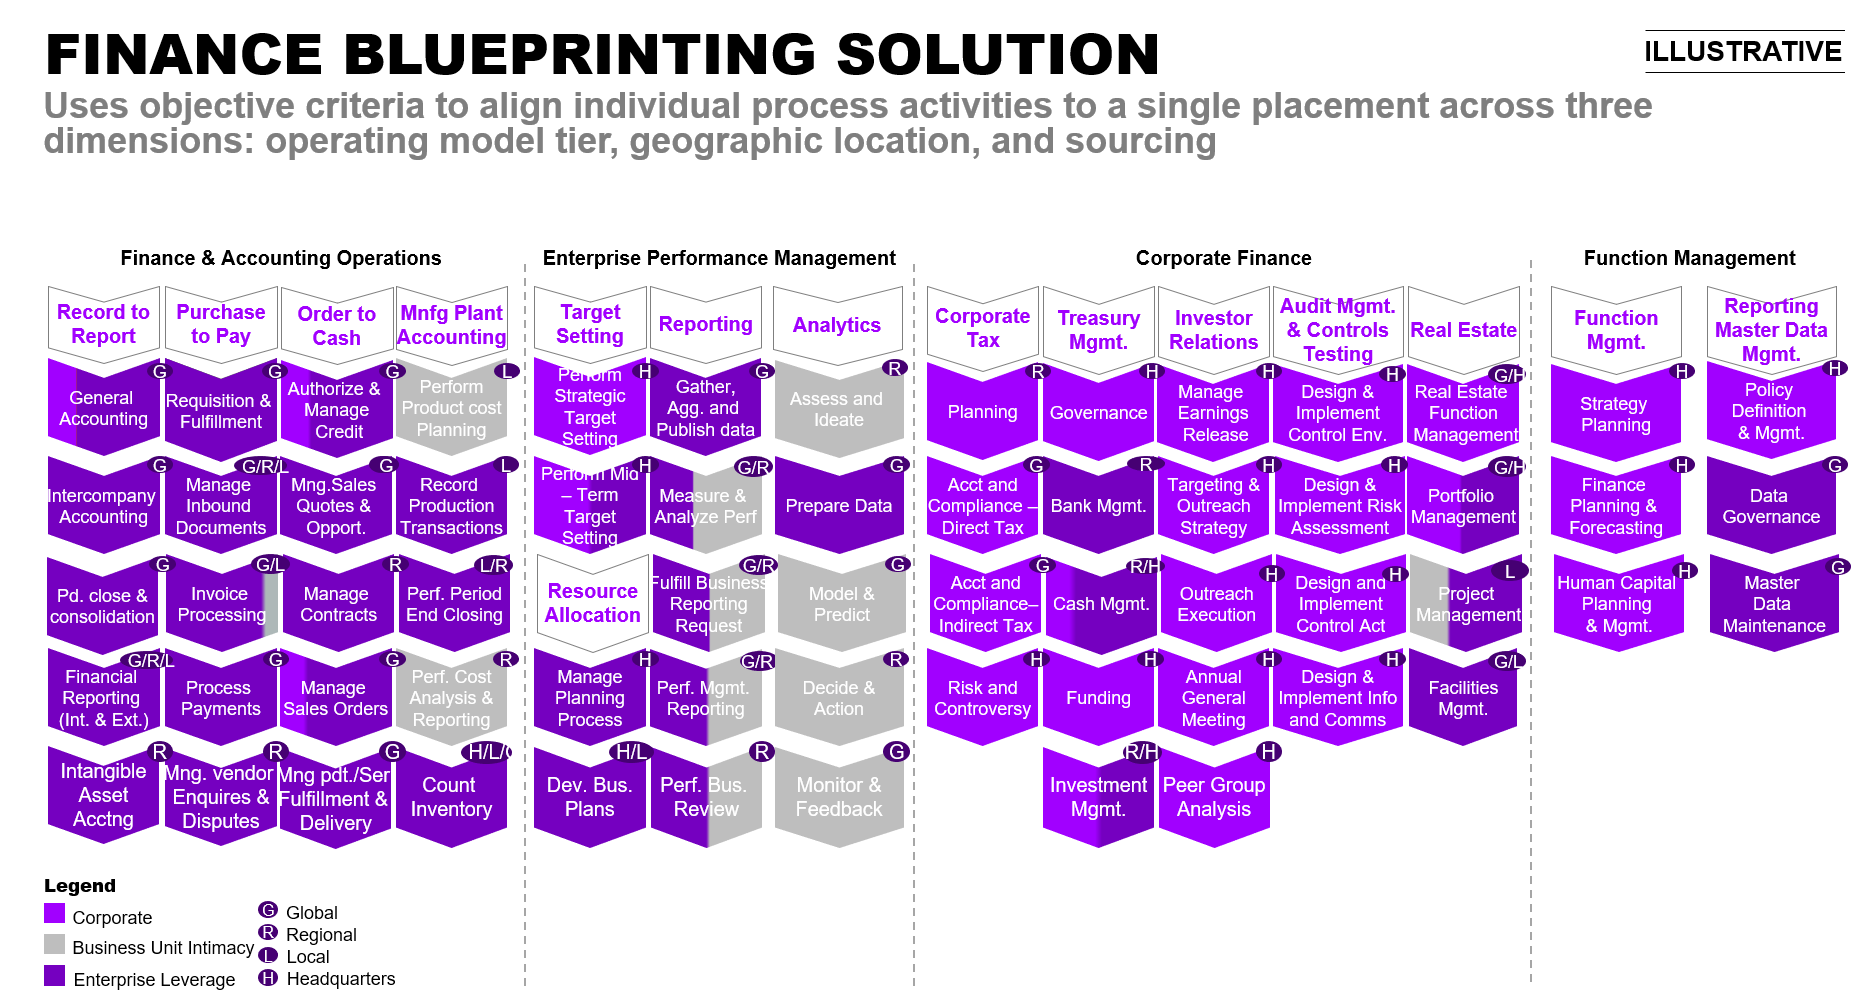 FINANCE BLUEPRINTING SOLUTION
ILLUSTRATIVE
Uses objective criteria to align individual process activities to a single placement across three
dimensions: operating model tier, geographic location, and sourcing
Finance & Accounting Operations
Record to
Report
G
General
Accounting
G
Intercompany
Accounting
G
Pd. close &
consolidation
G/R/L
Financial
Reporting
(Int. & Ext.)
R
Intangible
Asset
Acctng
Purchase
to Pay
G
Requisition &
Fulfillment
G/R/L
Manage
Inbound
Documents
G/L
Invoice
Processing
G
Process
Payments
R
Mng. vendor
Enquires &
Disputes
Order to
Cash
G
Authorize &
Manage
Credit
G
Mng.Sales
Quotes &
Opport.
R
Manage
Contracts
G
Manage
Sales Orders
G
Mng pdt./Ser
Fulfillment &
Delivery
Mnfg Plant
Accounting
L
Perform
Product cost
Planning
L
Record
Production
Transactions
L/R
Perf. Period
End Closing
R
Perf. Cost
Analysis &
Reporting
H/L/G
Count
Inventory
Enterprise Performance Management
Target
Setting
H
Perform
Strategic
Target
Setting
H
Perform Mid
– Term
Target
Setting
Resource
Allocation
H
Manage
Planning
Process
H/L
Dev. Bus.
Plans
Reporting
G
Gather,
Agg. and
Publish data
G/R
Measure &
Analyze Perf
G/R
Fulfill Business
Reporting
Request
G/R
Perf. Mgmt.
Reporting
R
Perf. Bus.
Review
Analytics
R
Assess and
Ideate
G
Prepare Data
G
Model &
Predict
R
Decide &
Action
G
Monitor &
Feedback
Corporate Finance
Corporate
Tax
R
Planning
G
Acct and
Compliance –
Direct Tax
G
Acct and
Compliance–
Indirect Tax
H
Risk and
Controversy
Treasury
Mgmt.
H
Governance
R
Bank Mgmt.
R/H
Cash Mgmt.
H
Funding
R/H
Investment
Mgmt.
Investor
Relations
H
Manage
Earnings
Release
H
Targeting &
Outreach
Strategy
H
Outreach
Execution
H
Annual
General
Meeting
H
Peer Group
Analysis
Audit Mgmt.
& Controls
Testing
H
Design &
Implement
Control Env.
H
Design &
Implement Risk
Assessment
H
Design and
Implement
Control Act
H
Design &
Implement Info
and Comms
Real Estate
G/H
Real Estate
Function
Management
G/H
Portfolio
Management
L
Project
Management
G/L
Facilities
Mgmt.
Function Management
Function
Mgmt.
H
Strategy
Planning
H
Finance
Planning &
Forecasting
H
Human Capital
Planning
& Mgmt.
Reporting
Master Data
Mgmt.
H
Policy
Definition
& Mgmt.
G
Data
Governance
G
Master
Data
Maintenance
Legend
Corporate
Business Unit Intimacy
Enterprise Leverage
G Global
R Regional
L Local
H Headquarters